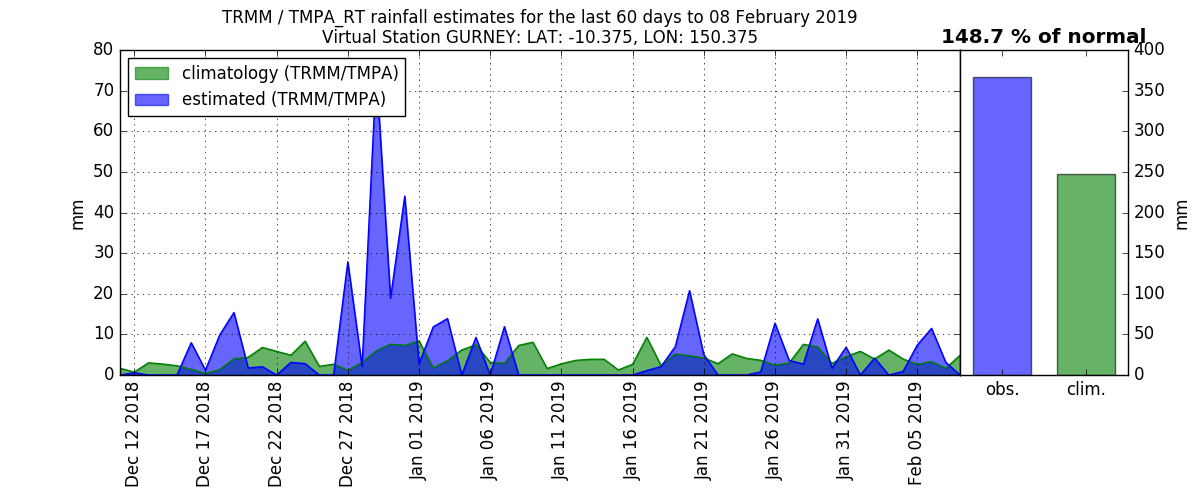 TRMM / TMPA_RT rainfall estimates for the last 60 days to 08 February 2019
Virtual Station GURNEY: LAT: -10.375, LON: 150.375
148.7 % of normal
climatology (TRMM/TMPA)
estimated (TRMM/TMPA)
80
70
60
50
40
30
20
10
0
mm
Dec 12 2018
Dec 17 2018
Dec 22 2018
Dec 27 2018
Jan 01 2019
Jan 06 2019
Jan 11 2019
Jan 16 2019
Jan 21 2019
Jan 26 2019
Jan 31 2019
Feb 05 2019
400
350
300
250
200
150
100
50
0
mm
obs.
clim.